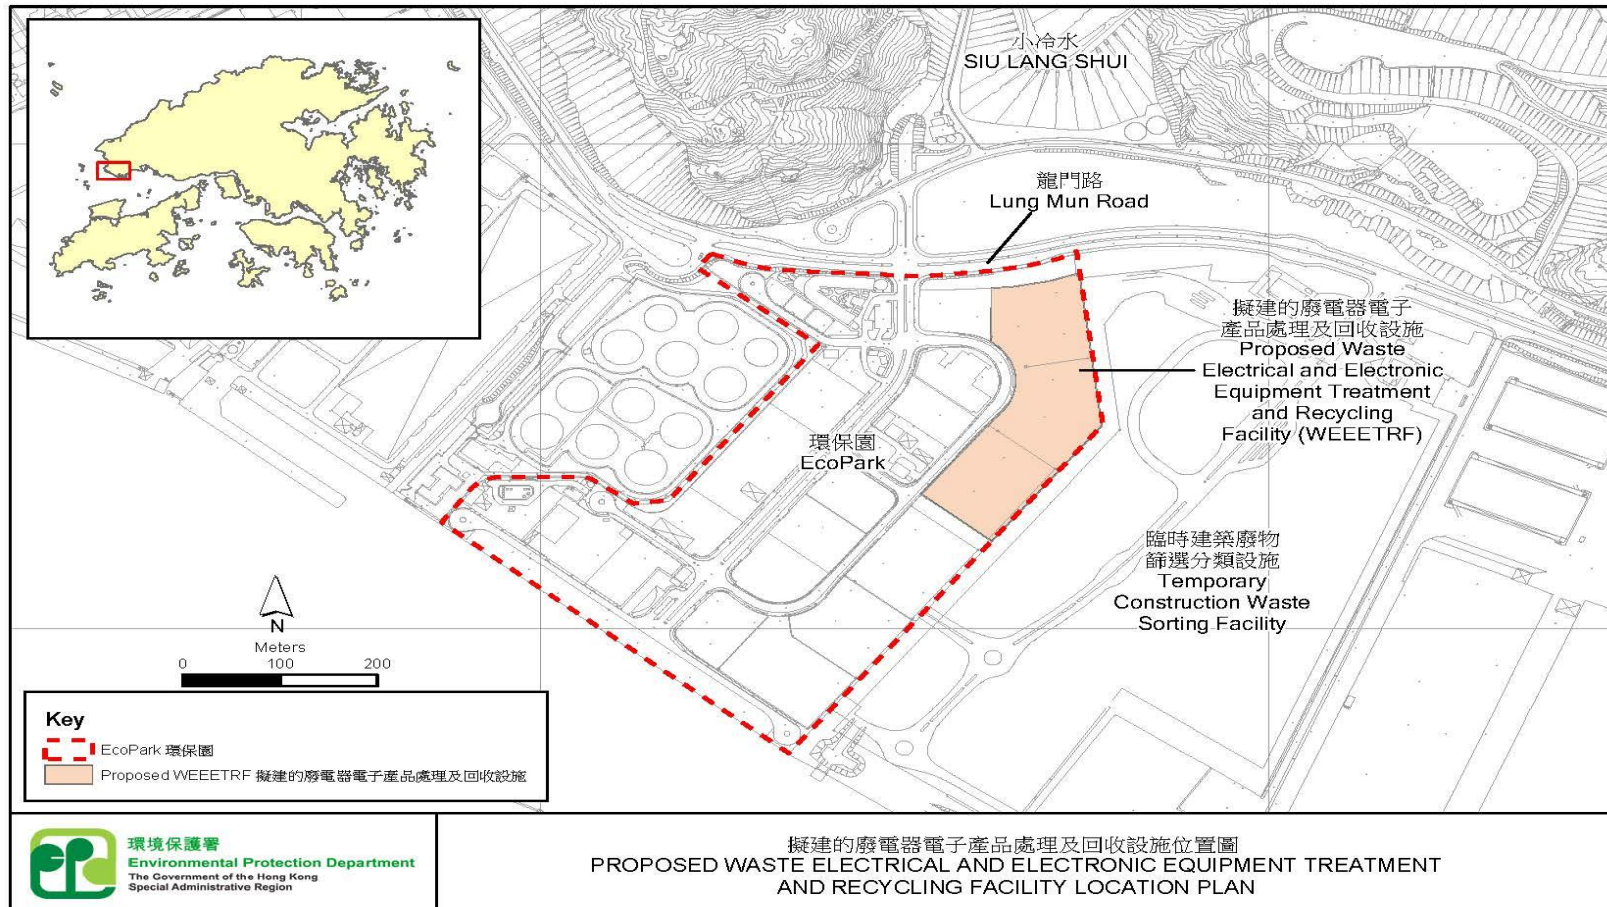 小冷水
SIU LANG SHUI
龍門路
Lung Mun Road
擬建的廢電器電子
產品處理及回收設施
Proposed Waste
Electrical and Electronic
Equipment Treatment
and Recycling
Facility (WEEETRF)
環保園
EcoPark
臨時建築廢物
篩選分類設施
Temporary
Construction Waste
Sorting Facility
N
Meters
0 100 200
Key
EcoPark 環保園
Proposed WEEETRF 擬建的廢電器電子產品處理及回收設施
環境保護署
Environmental Protection Department
The Government of the Hong Kong
Special Administrative Region
擬建的廢電器電子產品處理及回收設施位置圖
PROPOSED WASTE ELECTRICAL AND ELECTRONIC EQUIPMENT TREATMENT
AND RECYCLING FACILITY LOCATION PLAN